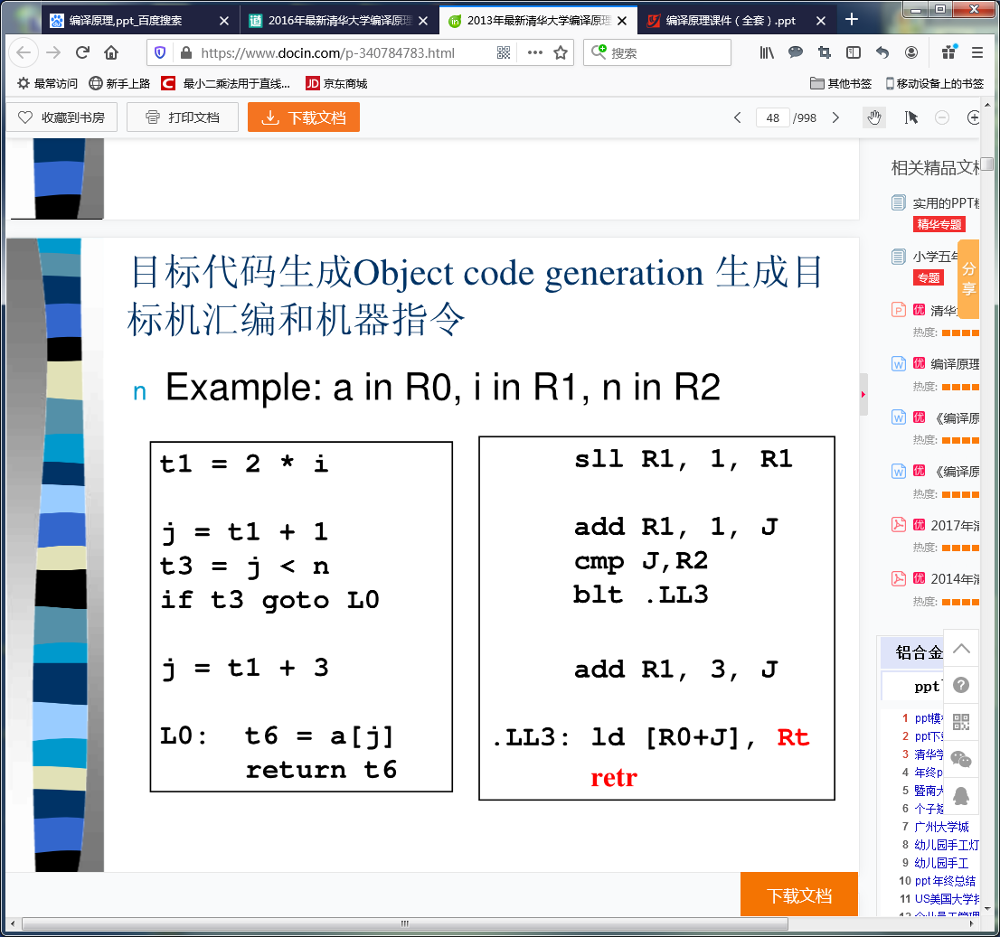 编译原理.ppt_百度搜索
2016年最新清华大学编译原理
2013年最新清华大学编译原理
编译原理课件（全套）.ppt
https://www.docin.com/p-340784783.html
搜索
最常访问
新手上路
最小二乘法用于直线...
JD 京东商城
其他书签
移动设备上的书签
收藏到书房
打印文档
下载文档
48 /998
目标代码生成Object code generation 生成目
标机汇编和机器指令
n Example: a in R0, i in R1, n in R2
t1 = 2 * i
j = t1 + 1
t3 = j < n
if t3 goto L0
j = t1 + 3
L0: t6 = a[j]
return t6
sll R1, 1, R1
add R1, 1, J
cmp J,R2
blt .LL3
add R1, 3, J
.LL3: ld [R0+J], Rt
retr
下载文档
相关精品文档
实用的PPT模
精华专题
小学五年
专题
分
享
P 优 清华
热度:
W 优 编译原理
热度:
W 优 《编译原
热度:
W 优 《编译原
热度:
优 2017年清
热度:
优 2014年清
热度:
铝合金
ppt
1 ppt模
2 ppt下载
3 清华学
4 年终p
5 暨南大
6 个子矮
7 广州大学城
8 幼儿园手工灯
9 幼儿园手工
10 ppt 年终总结
11 US美国大学排